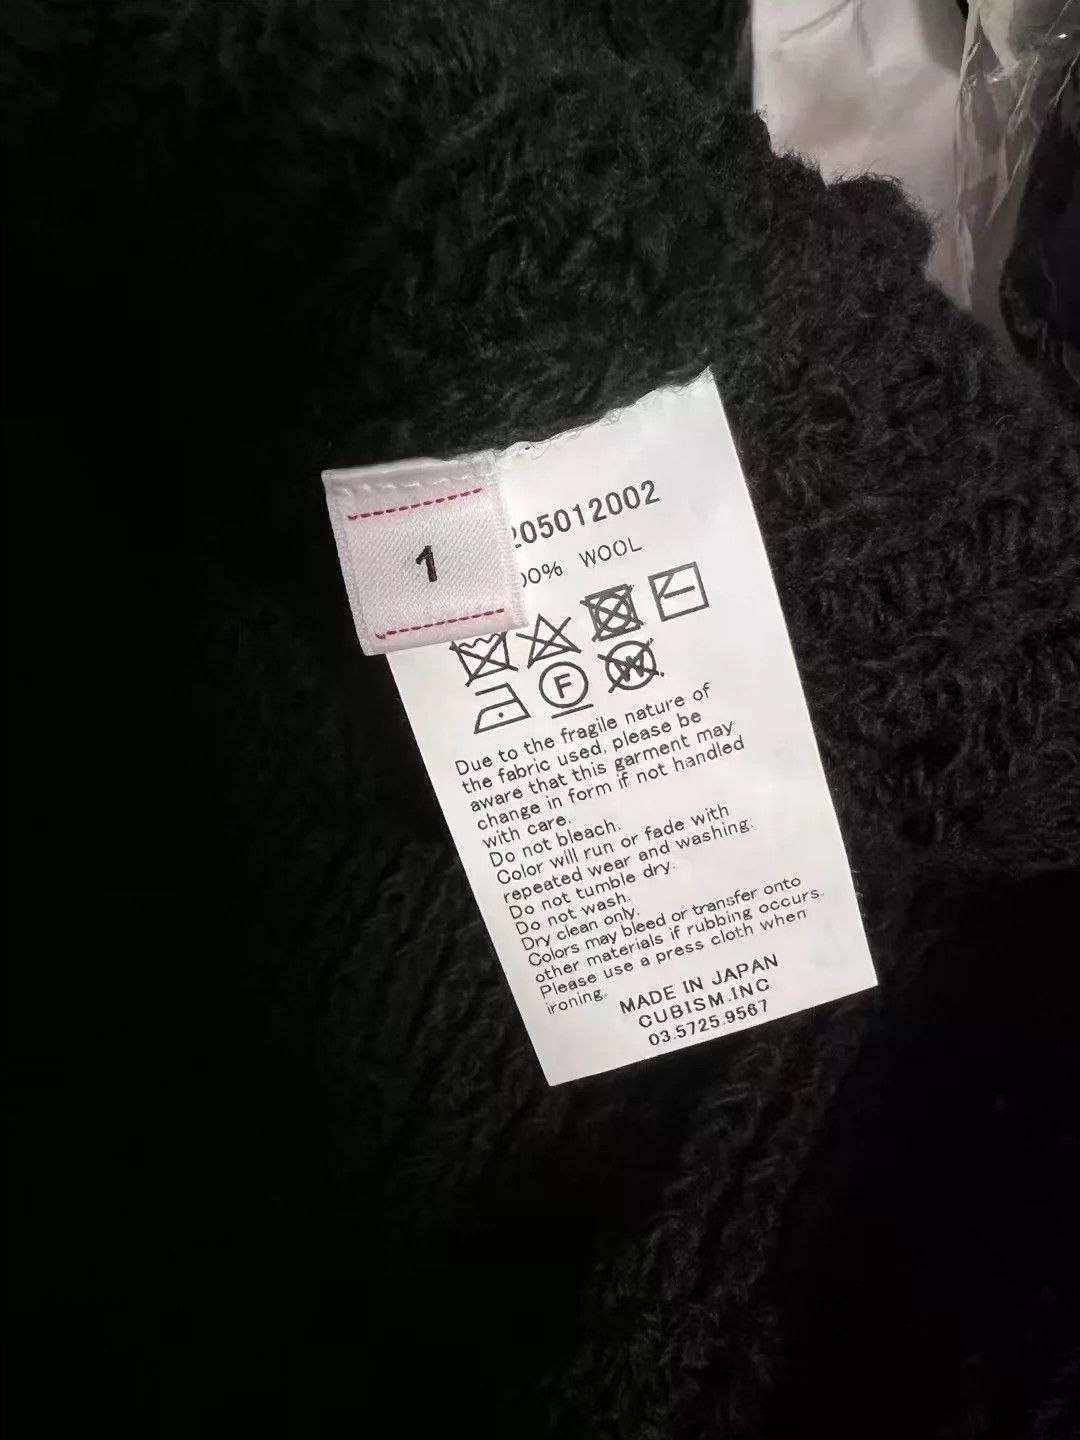 1
205012002
00% WOOL
F
W
Due to the fragile nature of
the fabric used, please be
aware that this garment may
change in form if not handled
with care.
Do not bleach.
Color will run or fade with
repeated wear and washing.
Do not tumble dry.
Do not wash.
Dry clean only.
Colors may bleed or transfer onto
other materials if rubbing occurs.
Please use a press cloth when
ironing.
MADE IN JAPAN
CUBISM.INC
03.5725.9567